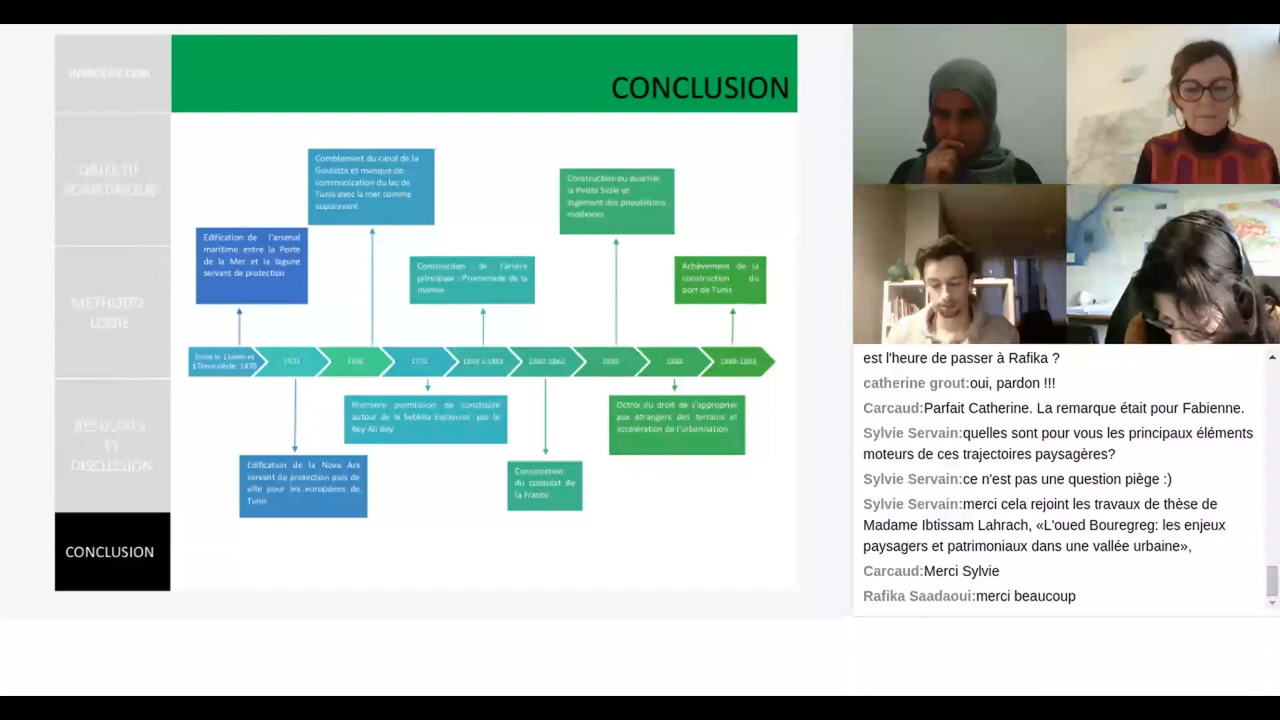 INTRODUCTION
OBJECTIF
SCIENTIFIQUE
METHODO
LOGIE
RESULTATS
ET
DISCUSSION
CONCLUSION
CONCLUSION
Comblement du canal de la
Goulette et manque de
communication du lac de
Tunis avec la mer comme
auparavant
Construction du quartier
la Petite Sicile et
logement des populations
modestes
Edification de l'arsenal
maritime entre la Porte
de la Mer et la lagune
servant de protection
Construction de l'artère
principale : Promenade de la
marine
Achèvement de la
construction du
port de Tunis
Première permission de construire
autour de la Sebkha Essijoumi par le
Bey Ali Bey
Octroi du droit de s'approprier
aux étrangers des terrains et
accélération de l'urbanisation
Edification de la Nova Arx
servant de protection puis de
ville pour les européens de
Tunis
Construction
du consulat de
la France
est l'heure de passer à Rafika ?
catherine grout:oui, pardon !!!
Carcaud:Parfait Catherine. La remarque était pour Fabienne.
Sylvie Servain:quelles sont pour vous les principaux éléments
moteurs de ces trajectoires paysagères?
Sylvie Servain:ce n'est pas une question piège :)
Sylvie Servain:merci cela rejoint les travaux de thèse de
Madame Ibtissam Lahrach, «L'oued Bouregreg: les enjeux
paysagers et patrimoniaux dans une vallée urbaine»,
Carcaud:Merci Sylvie
Rafika Saadaoui:merci beaucoup